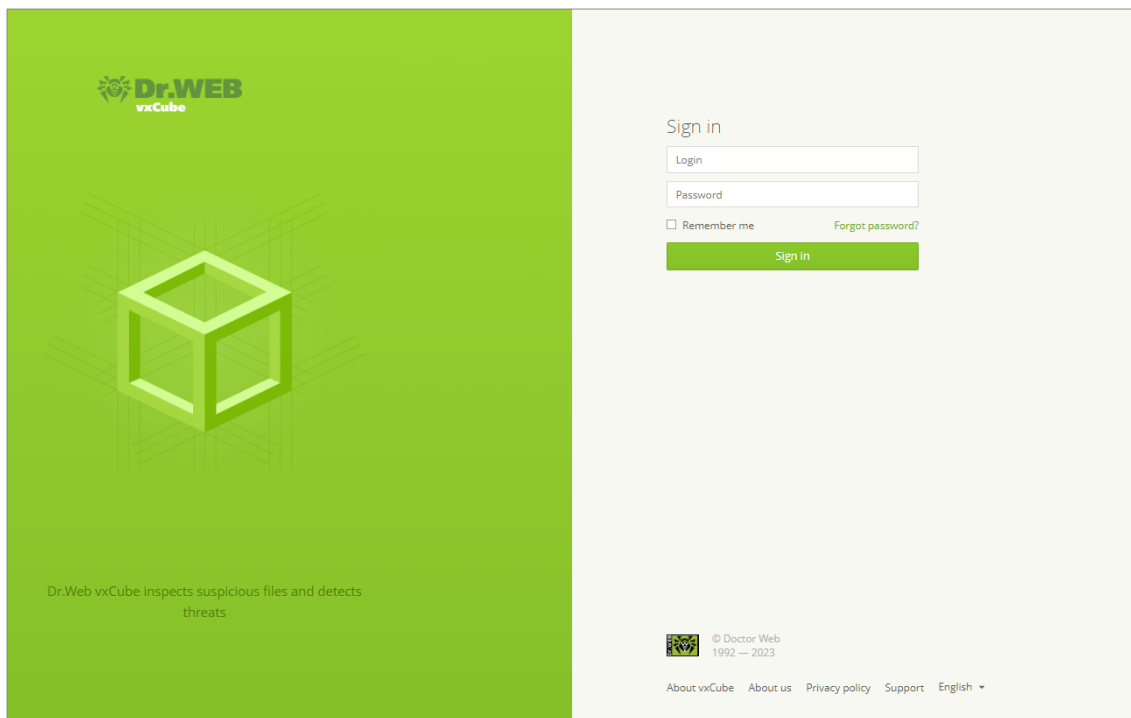 Dr.WEB
vxCube
Dr.Web vxCube inspects suspicious files and detects
threats
Sign in
Login
Password
Remember me
Forgot password?
Sign in
© Doctor Web
1992 — 2023
About vxCube
About us
Privacy policy
Support
English